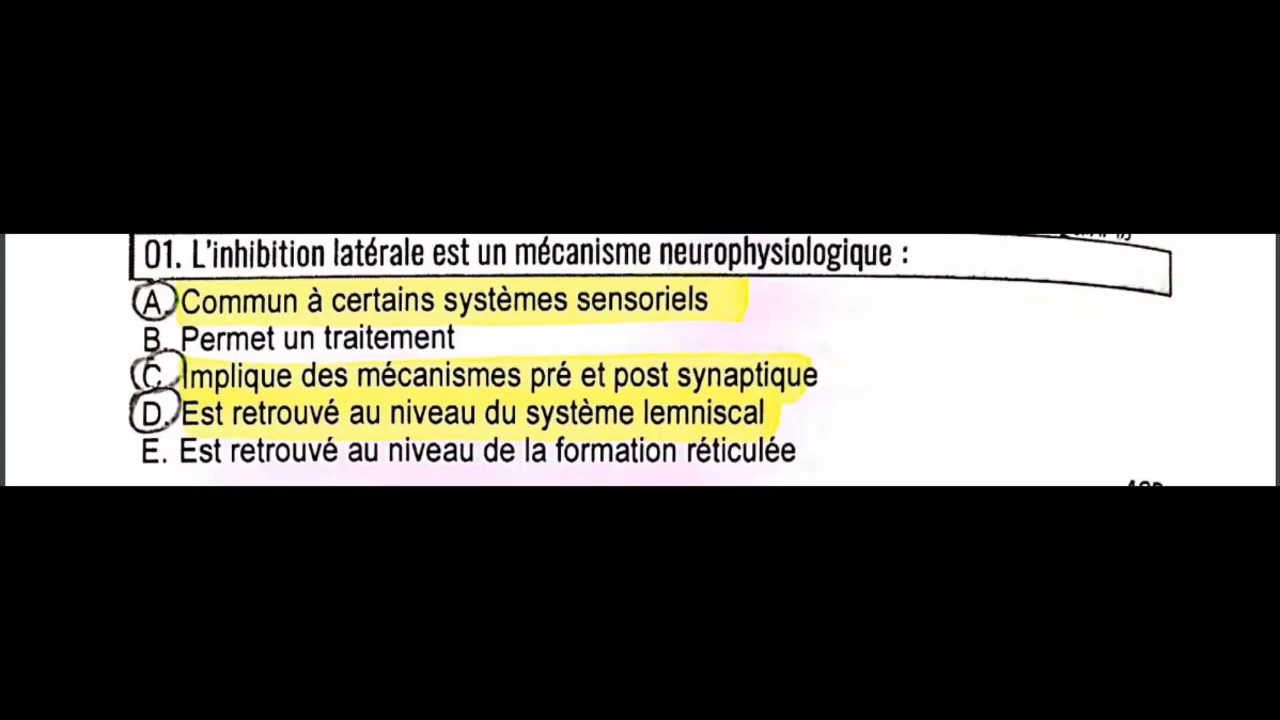 01. L'inhibition latérale est un mécanisme neurophysiologique :
A. Commun à certains systèmes sensoriels
B. Permet un traitement
C. Implique des mécanismes pré et post synaptique
D. Est retrouvé au niveau du système lemniscal
E. Est retrouvé au niveau de la formation réticulée